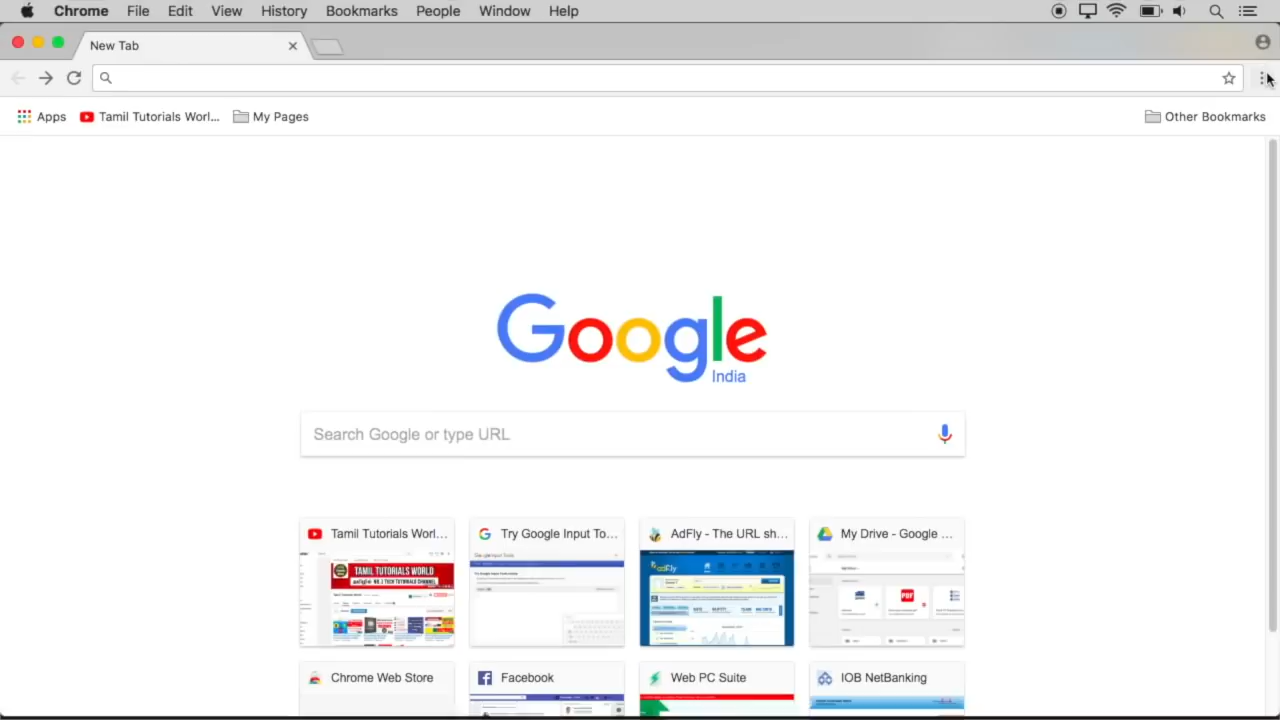 Chrome File Edit View History Bookmarks People Window Help
New Tab
Apps Tamil Tutorials Worl... My Pages Other Bookmarks
Google
India
Search Google or type URL
Tamil Tutorials Worl... Try Google Input To... AdFly - The URL sh... My Drive - Google ...
TAMIL TUTORIALS WORLD
Chrome Web Store Facebook Web PC Suite IOB NetBanking